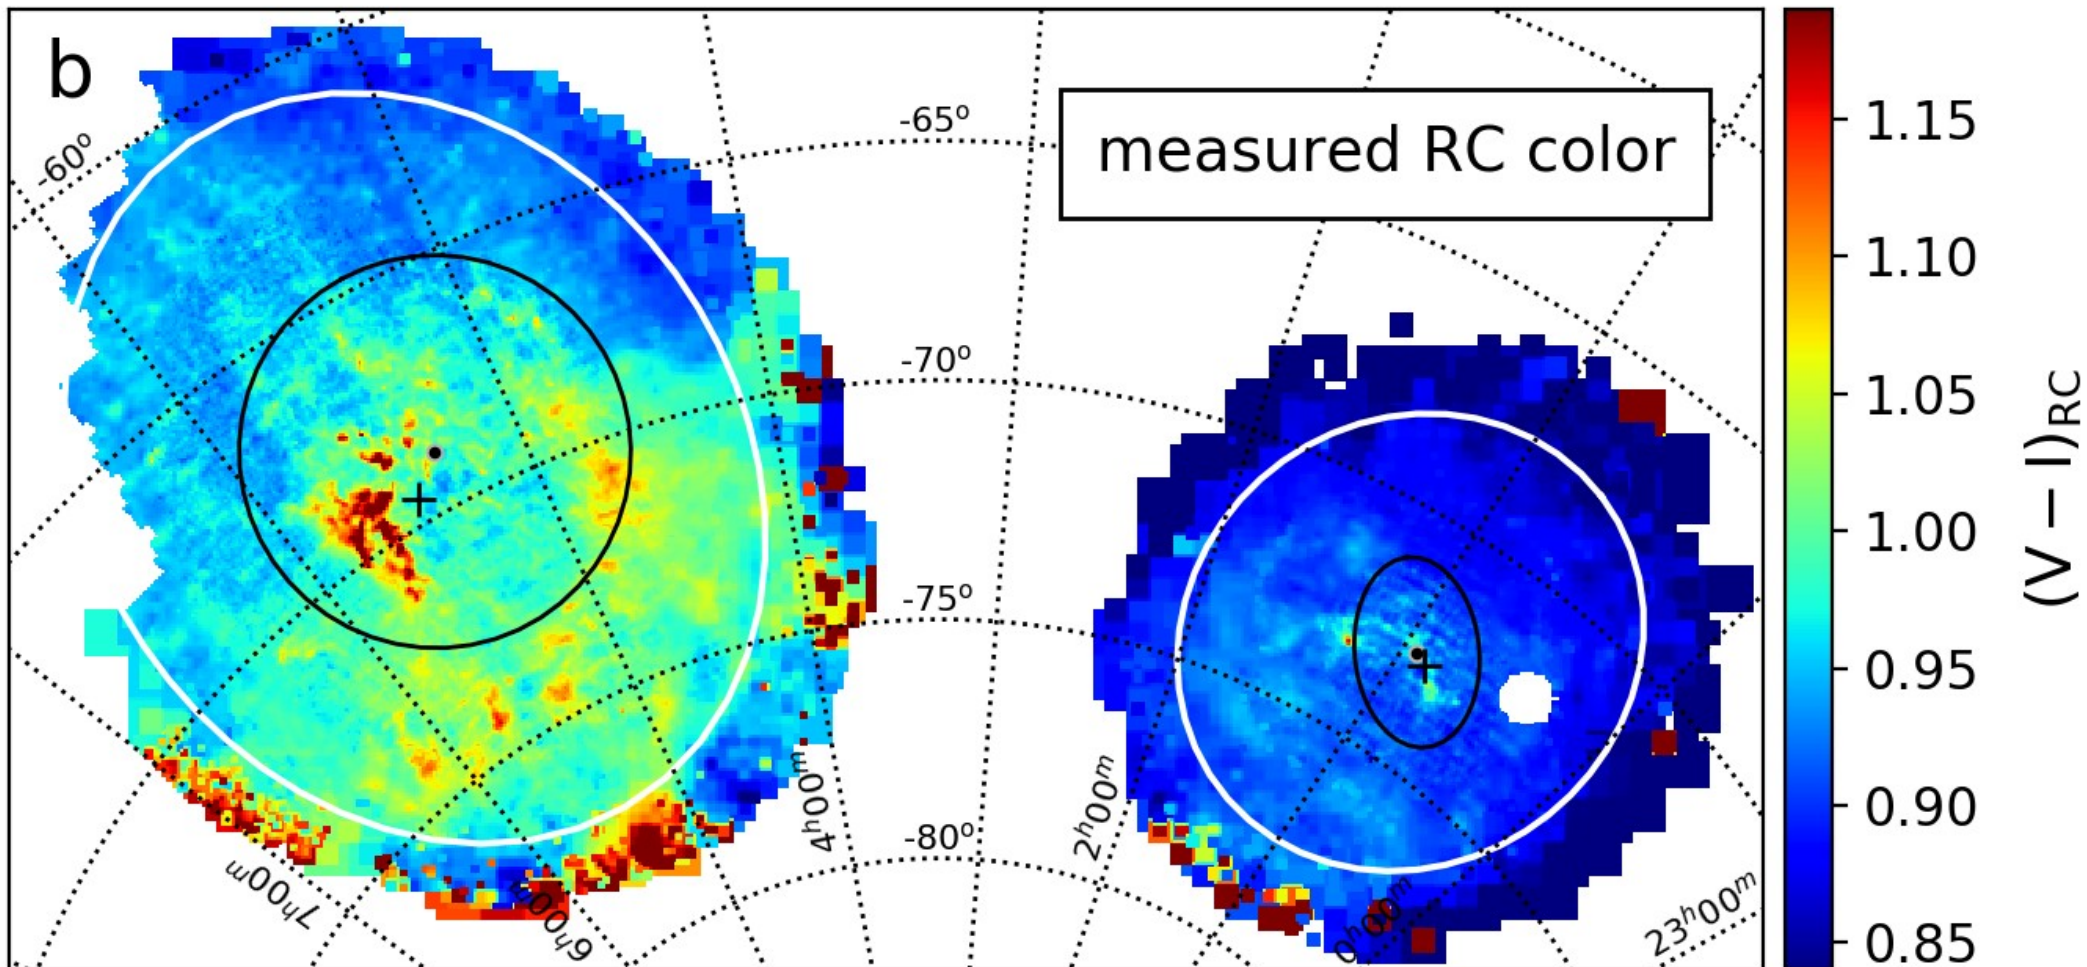 b
measured RC color
-60°
-65°
-70°
-75°
-80°
7ʰ00ᵐ
6ʰ00ᵐ
4ʰ00ᵐ
2ʰ00ᵐ
0ʰ00ᵐ
23ʰ00ᵐ
1.15
1.10
1.05
1.00
0.95
0.90
0.85
(V − I)RC